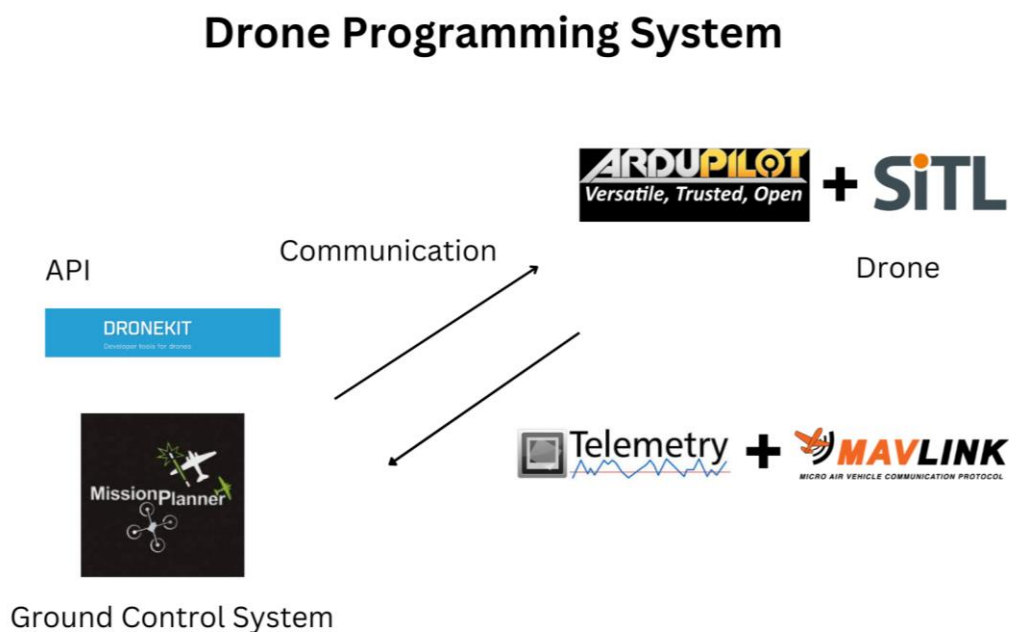 Drone Programming System
ARDUPILOT
Versatile, Trusted, Open
+
SiTL
Communication
API
Drone
DRONEKIT
Developer tools for drones
MissionPlanner
Telemetry
+
MAVLINK
MICRO AIR VEHICLE COMMUNICATION PROTOCOL
Ground Control System